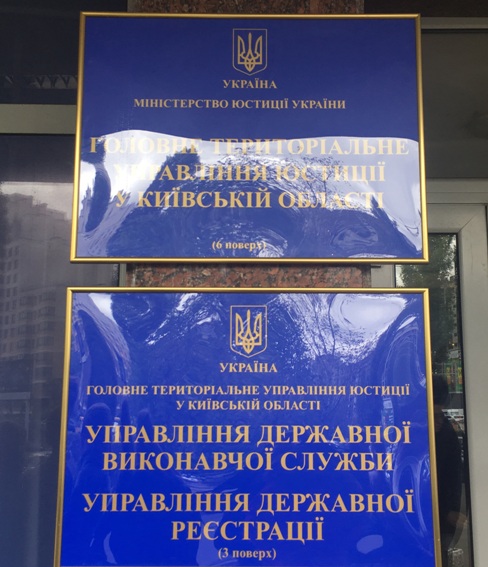 УКРАЇНА
МІНІСТЕРСТВО ЮСТИЦІЇ УКРАЇНИ
ГОЛОВНЕ ТЕРИТОРІАЛЬНЕ
УПРАВЛІННЯ ЮСТИЦІЇ
У КИЇВСЬКІЙ ОБЛАСТІ
(6 поверх)
УКРАЇНА
ГОЛОВНЕ ТЕРИТОРІАЛЬНЕ УПРАВЛІННЯ ЮСТИЦІЇ
У КИЇВСЬКІЙ ОБЛАСТІ
УПРАВЛІННЯ ДЕРЖАВНОЇ
ВИКОНАВЧОЇ СЛУЖБИ
УПРАВЛІННЯ ДЕРЖАВНОЇ
РЕЄСТРАЦІЇ
(3 поверх)